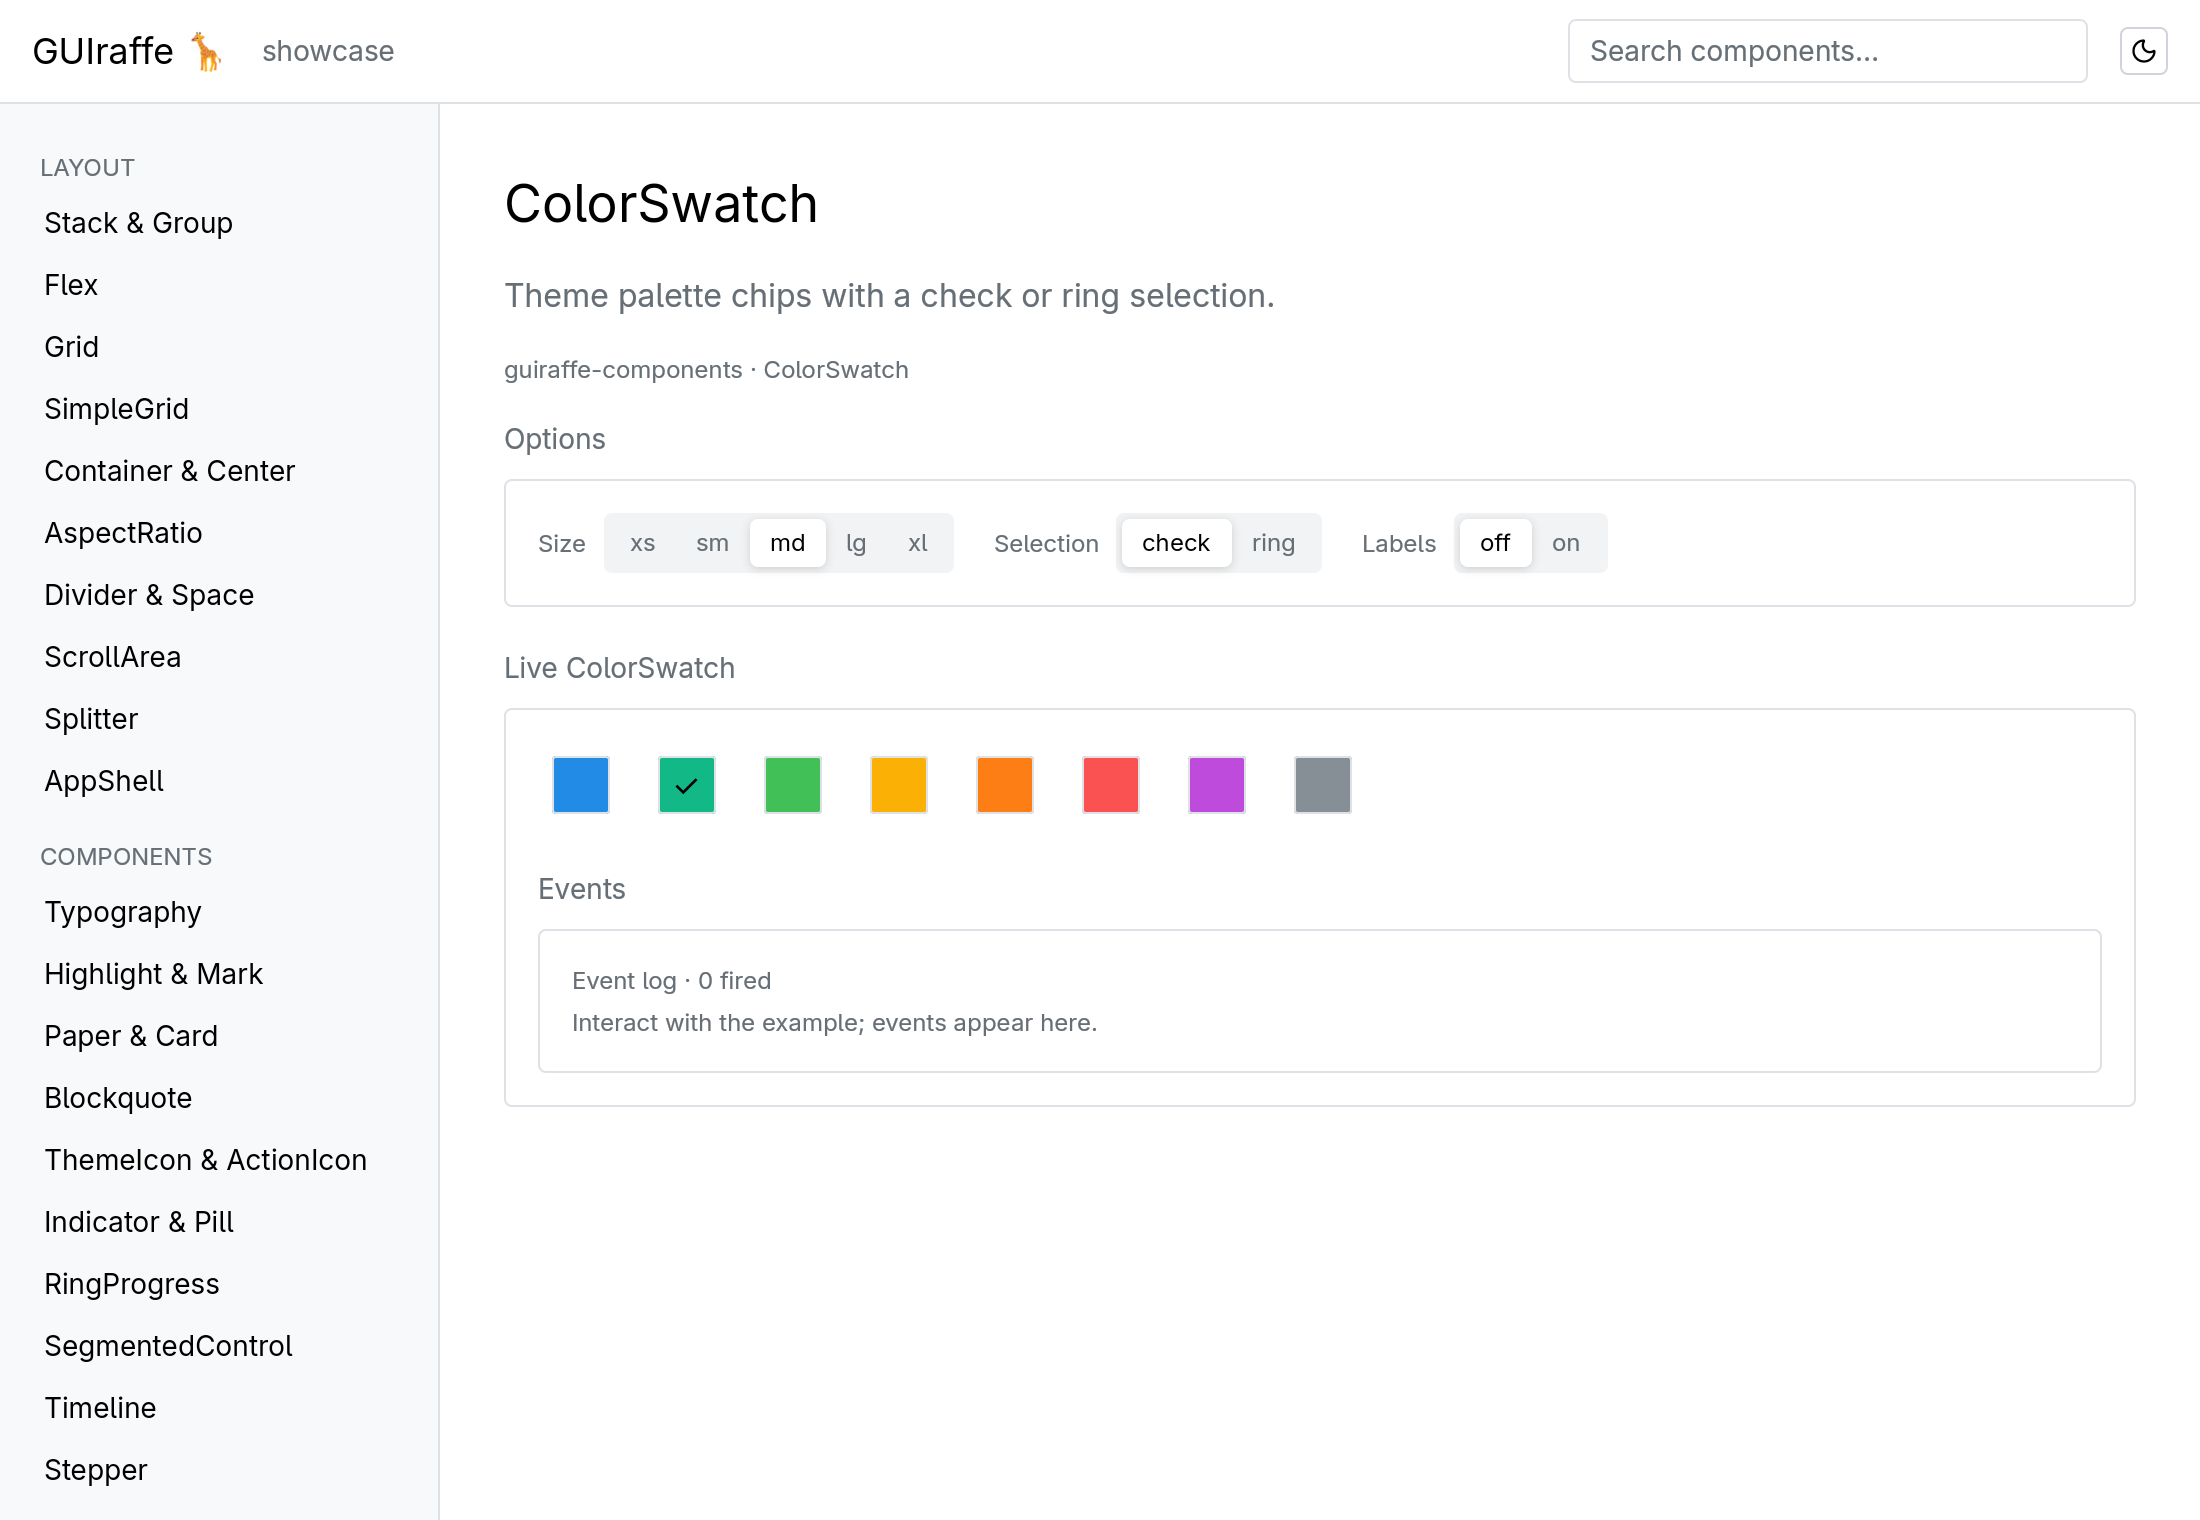 GUIraffe 🦒 showcase Search components...
LAYOUT
Stack & Group
Flex
Grid
SimpleGrid
Container & Center
AspectRatio
Divider & Space
ScrollArea
Splitter
AppShell
COMPONENTS
Typography
Highlight & Mark
Paper & Card
Blockquote
ThemeIcon & ActionIcon
Indicator & Pill
RingProgress
SegmentedControl
Timeline
Stepper
ColorSwatch
Theme palette chips with a check or ring selection.
guiraffe-components · ColorSwatch
Options
Size xs sm md lg xl Selection check ring Labels off on
Live ColorSwatch
Events
Event log · 0 fired
Interact with the example; events appear here.